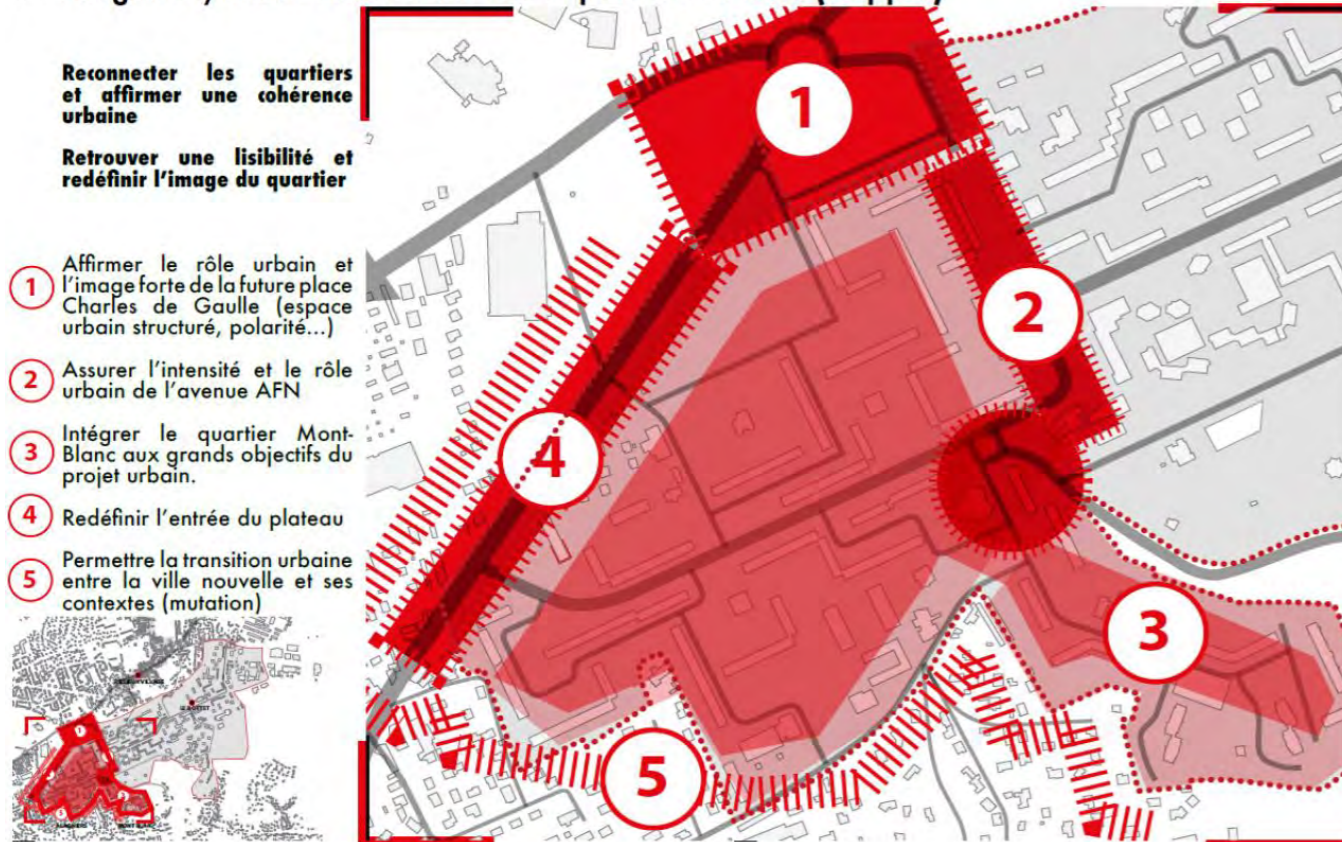 Reconnecter les quartiers
et affirmer une cohérence
urbaine
Retrouver une lisibilité et
redéfinir l'image du quartier
1 Affirmer le rôle urbain et
l'image forte de la future place
Charles de Gaulle (espace
urbain structuré, polarité...)
2 Assurer l'intensité et le rôle
urbain de l'avenue AFN
3 Intégrer le quartier Mont-
Blanc aux grands objectifs du
projet urbain.
4 Redéfinir l'entrée du plateau
5 Permettre la transition urbaine
entre la ville nouvelle et ses
contextes (mutation)
1
2
4
3
5